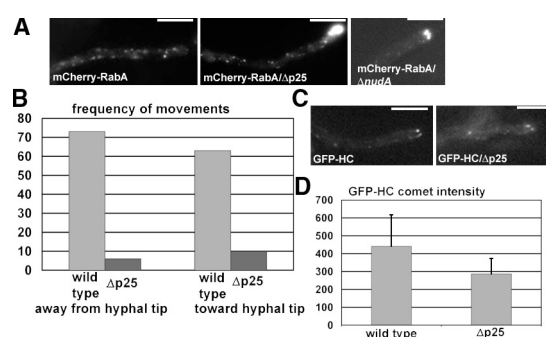 A
mCherry-RabA
mCherry-RabA/Δp25
mCherry-RabA/
ΔnudA
B
frequency of movements
80
70
60
50
40
30
20
10
0
wild Δp25
type
away from hyphal tip
wild Δp25
type
toward hyphal tip
C
GFP-HC
GFP-HC/Δp25
D
GFP-HC comet intensity
700
600
500
400
300
200
100
0
wild type
Δp25